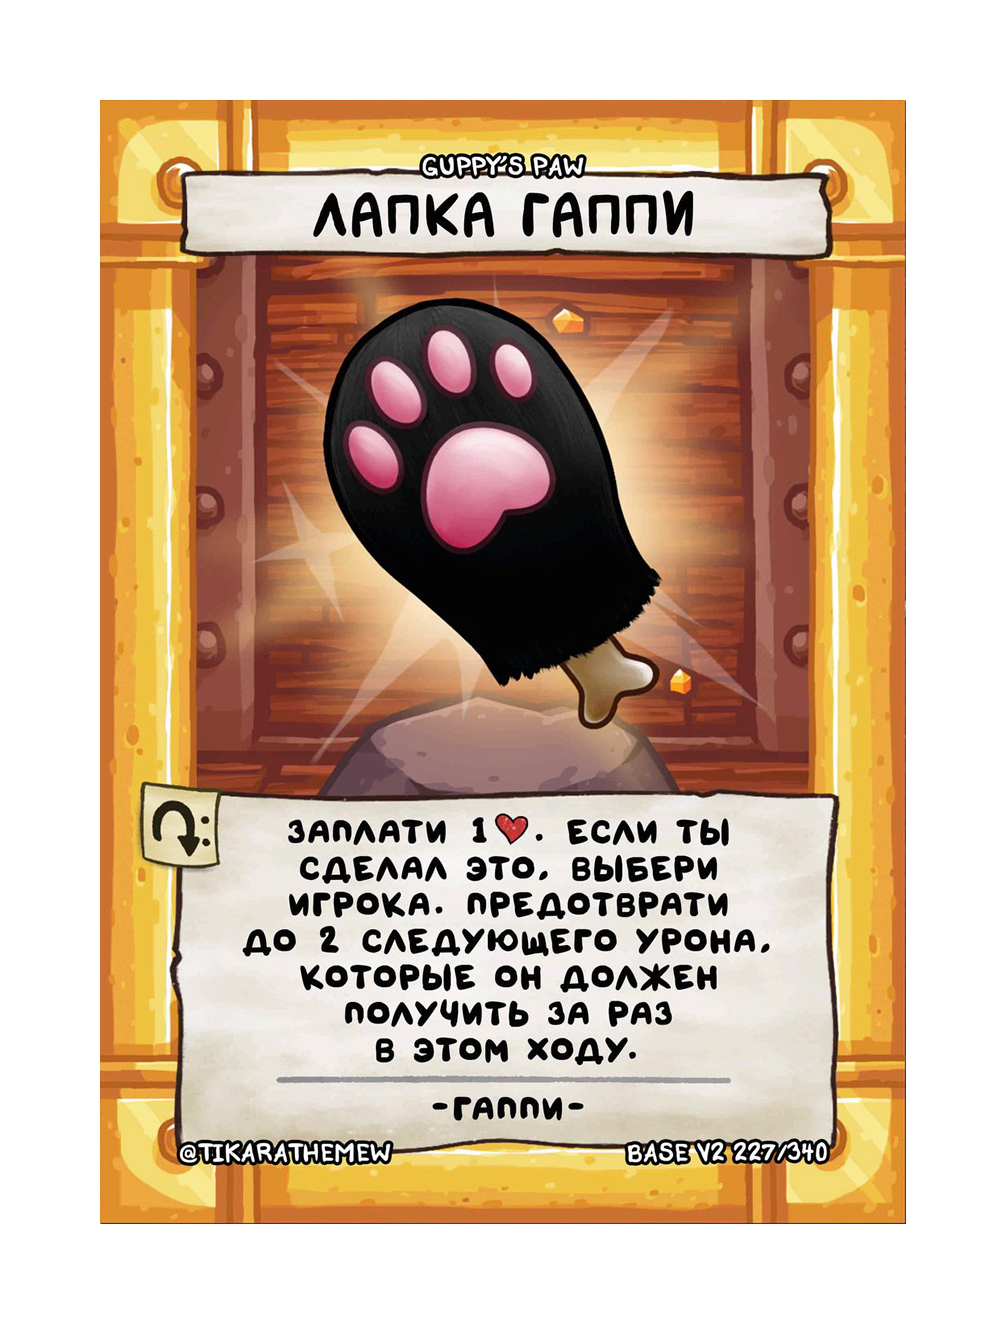 GUPPY'S PAW
ЛАПКА ГАППИ
ЗАПЛАТИ 1❤. ЕСЛИ ТЫ
СДЕЛАЛ ЭТО, ВЫБЕРИ
ИГРОКА. ПРЕДОТВРАТИ
ДО 2 СЛЕДУЮЩЕГО УРОНА,
КОТОРЫЕ ОН ДОЛЖЕН
ПОЛУЧИТЬ ЗА РАЗ
В ЭТОМ ХОДУ.
-ГАППИ-
@TIKARATHEMEW
BASE V2 227/340